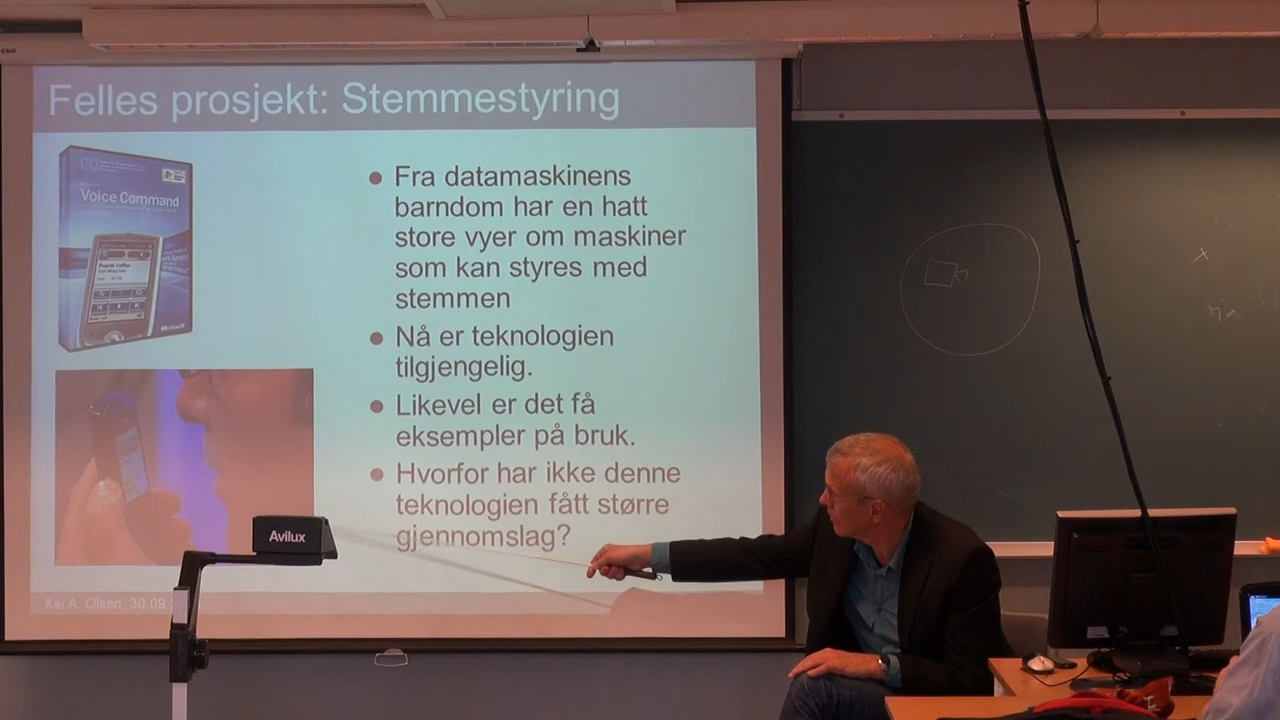 Felles prosjekt: Stemmestyring
Voice Command
Microsoft
Fra datamaskinens
barndom har en hatt
store vyer om maskiner
som kan styres med
stemmen
Nå er teknologien
tilgjengelig.
Likevel er det få
eksempler på bruk.
Hvorfor har ikke denne
teknologien fått større
gjennomslag?
Avilux
Kai A. Olsen, 30.09.